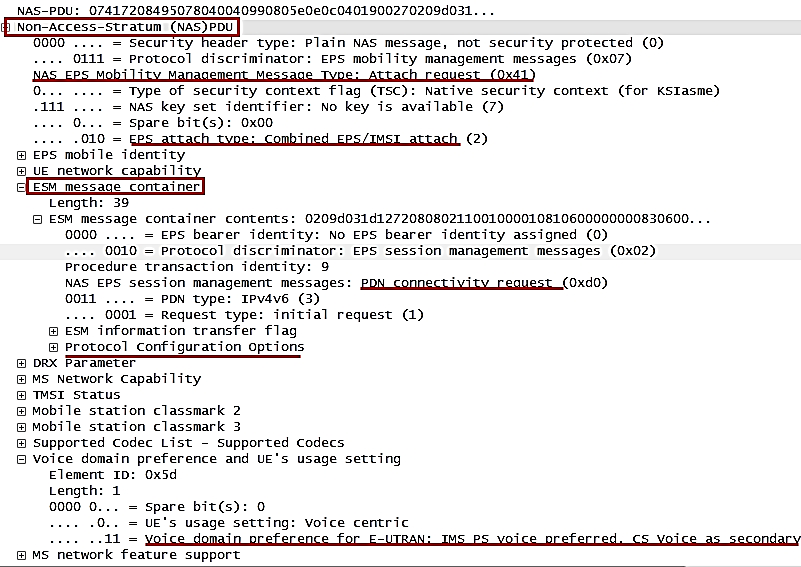 NAS-PDU: 07417208495078040040990805e0e0c0401900270209d031...
Non-Access-Stratum (NAS)PDU
0000 .... = Security header type: Plain NAS message, not security protected (0)
.... 0111 = Protocol discriminator: EPS mobility management messages (0x07)
NAS EPS Mobility Management Message Type: Attach request (0x41)
0... .... = Type of security context flag (TSC): Native security context (for KSIasme)
.111 .... = NAS key set identifier: No key is available (7)
.... 0... = Spare bit(s): 0x00
.... .010 = EPS attach type: Combined EPS/IMSI attach (2)
EPS mobile identity
UE network capability
ESM message container
Length: 39
ESM message container contents: 0209d031d1272080802110010000108106000000000830600...
0000 .... = EPS bearer identity: No EPS bearer identity assigned (0)
.... 0010 = Protocol discriminator: EPS session management messages (0x02)
Procedure transaction identity: 9
NAS EPS session management messages: PDN connectivity request (0xd0)
0011 .... = PDN type: IPv4v6 (3)
.... 0001 = Request type: initial request (1)
ESM information transfer flag
Protocol Configuration Options
DRX Parameter
MS Network Capability
TMSI Status
Mobile station classmark 2
Mobile station classmark 3
Supported Codec List - Supported Codecs
Voice domain preference and UE's usage setting
Element ID: 0x5d
Length: 1
0000 0... = Spare bit(s): 0
.... .0.. = UE's usage setting: Voice centric
.... ..11 = Voice domain preference for E-UTRAN: IMS PS voice preferred, CS Voice as secondary
MS network feature support